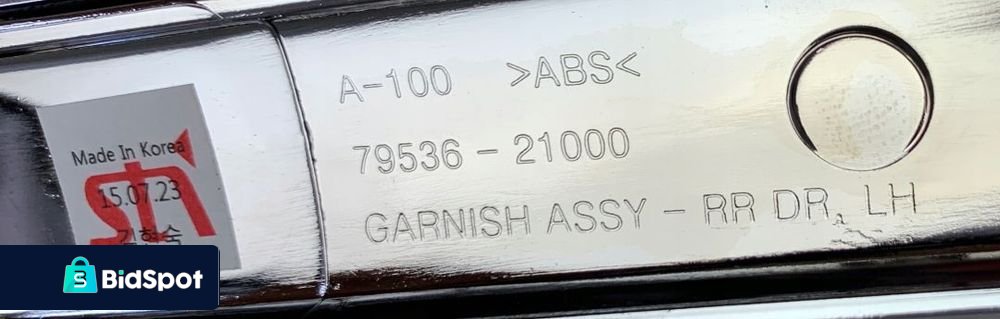 A-100 >ABS<
79536 - 21000
GARNISH ASSY - RR DR, LH
Made In Korea
15.07.23
BidSpot